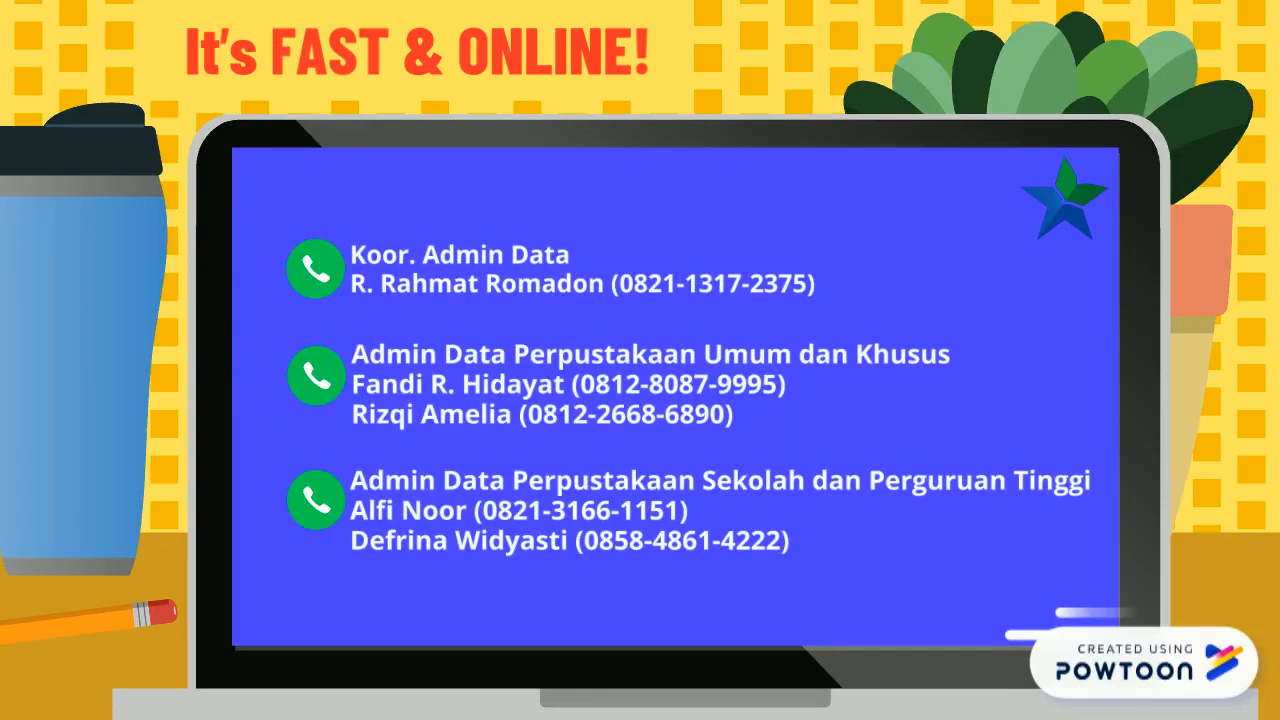 It's FAST & ONLINE!
Koor. Admin Data
R. Rahmat Romadon (0821-1317-2375)
Admin Data Perpustakaan Umum dan Khusus
Fandi R. Hidayat (0812-8087-9995)
Rizqi Amelia (0812-2668-6890)
Admin Data Perpustakaan Sekolah dan Perguruan Tinggi
Alfi Noor (0821-3166-1151)
Defrina Widyasti (0858-4861-4222)
CREATED USING
POWTOON